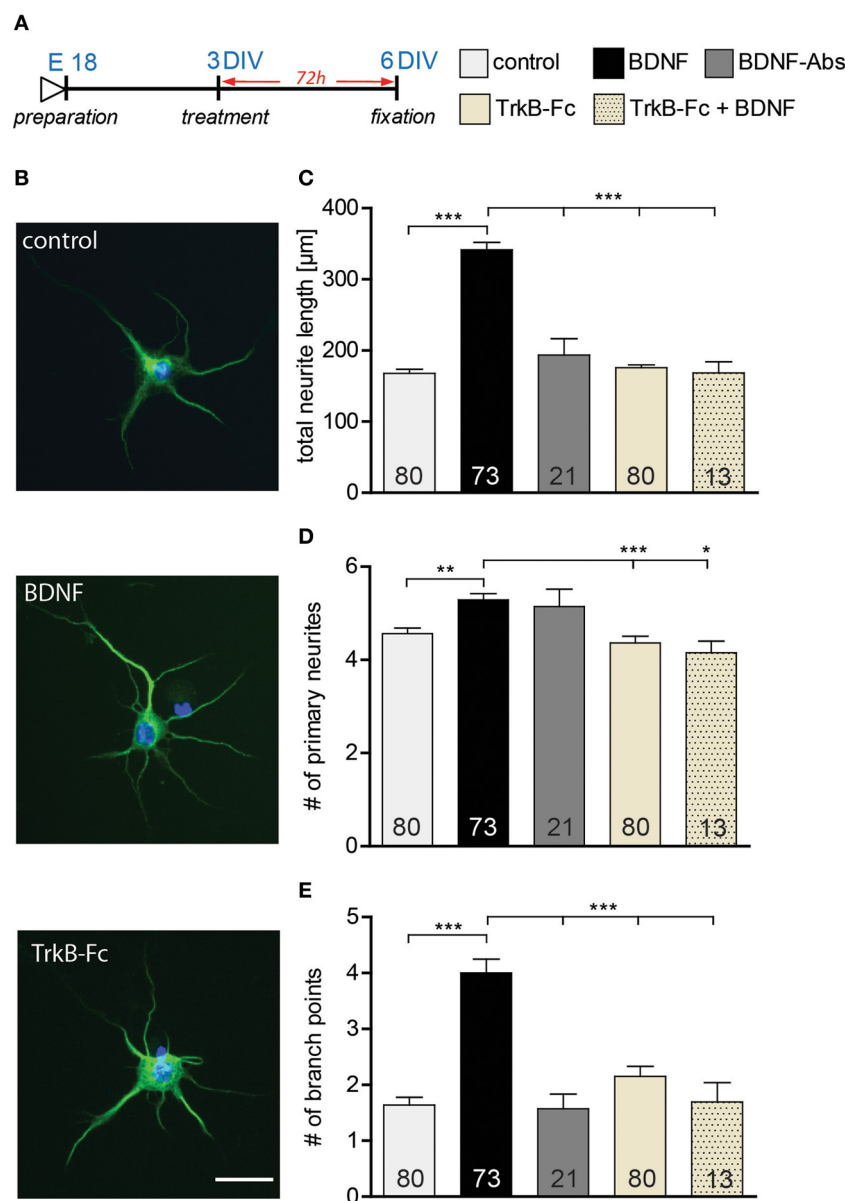 A
E 18
3 DIV
72h
6 DIV
preparation
treatment
fixation
control
BDNF
BDNF-Abs
TrkB-Fc
TrkB-Fc + BDNF
B
control
BDNF
TrkB-Fc
C
total neurite length [µm]
400
300
200
100
0
***
***
80
73
21
80
13
D
# of primary neurites
6
4
2
0
**
***
*
80
73
21
80
13
E
# of branch points
5
4
3
2
1
0
***
***
80
73
21
80
13